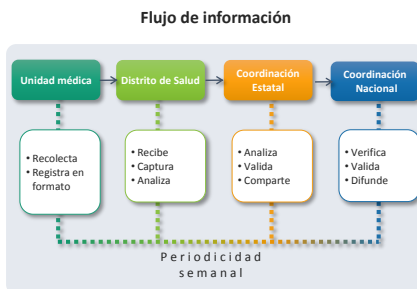 Flujo de información
Unidad médica
Distrito de Salud
Coordinación
Estatal
Coordinación
Nacional
• Recolecta
• Registra en
formato
• Recibe
• Captura
• Analiza
• Analiza
• Valida
• Comparte
• Verifica
• Valida
• Difunde
Periodicidad
semanal